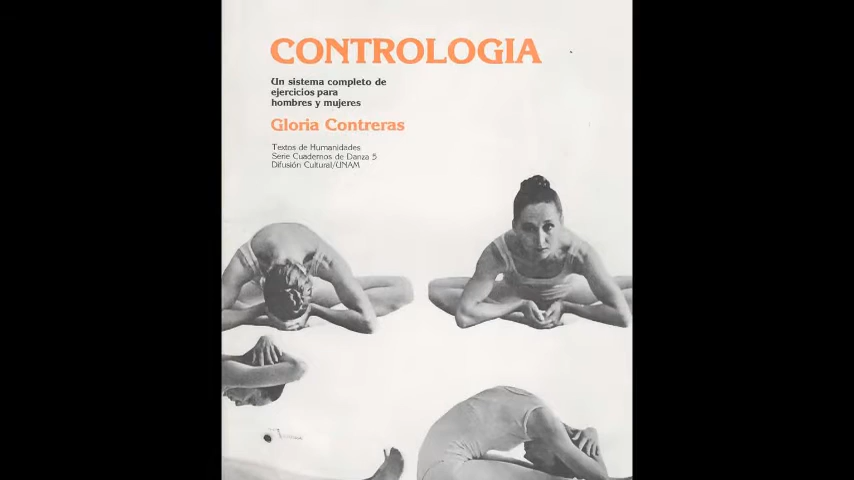 CONTROLOGIA
Un sistema completo de
ejercicios para
hombres y mujeres
Gloria Contreras
Textos de Humanidades
Serie Cuadernos de Danza 5
Difusión Cultural/UNAM